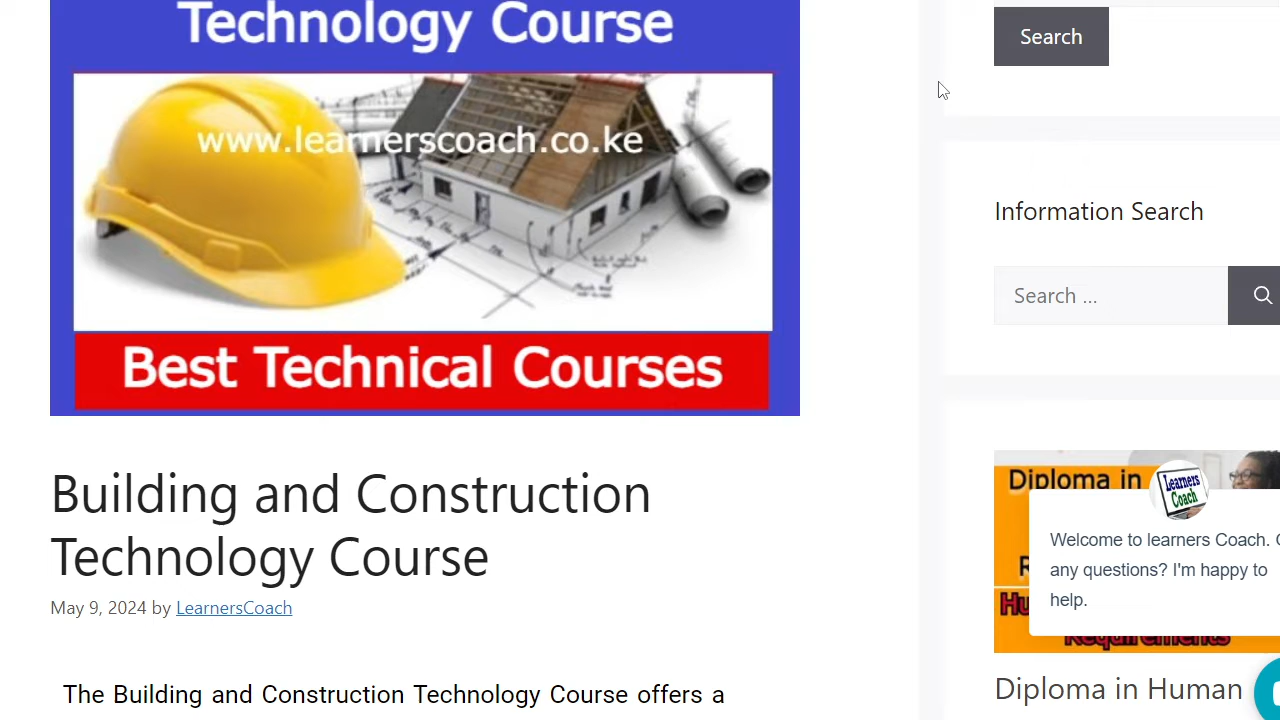 Technology Course
www.learnerscoach.co.ke
Best Technical Courses
Building and Construction
Technology Course
May 9, 2024 by LearnersCoach
The Building and Construction Technology Course offers a
Search
Information Search
Search ...
Diploma in
Learners
Coach
Welcome to learners Coach.
any questions? I'm happy to
help.
Requirements
Diploma in Human